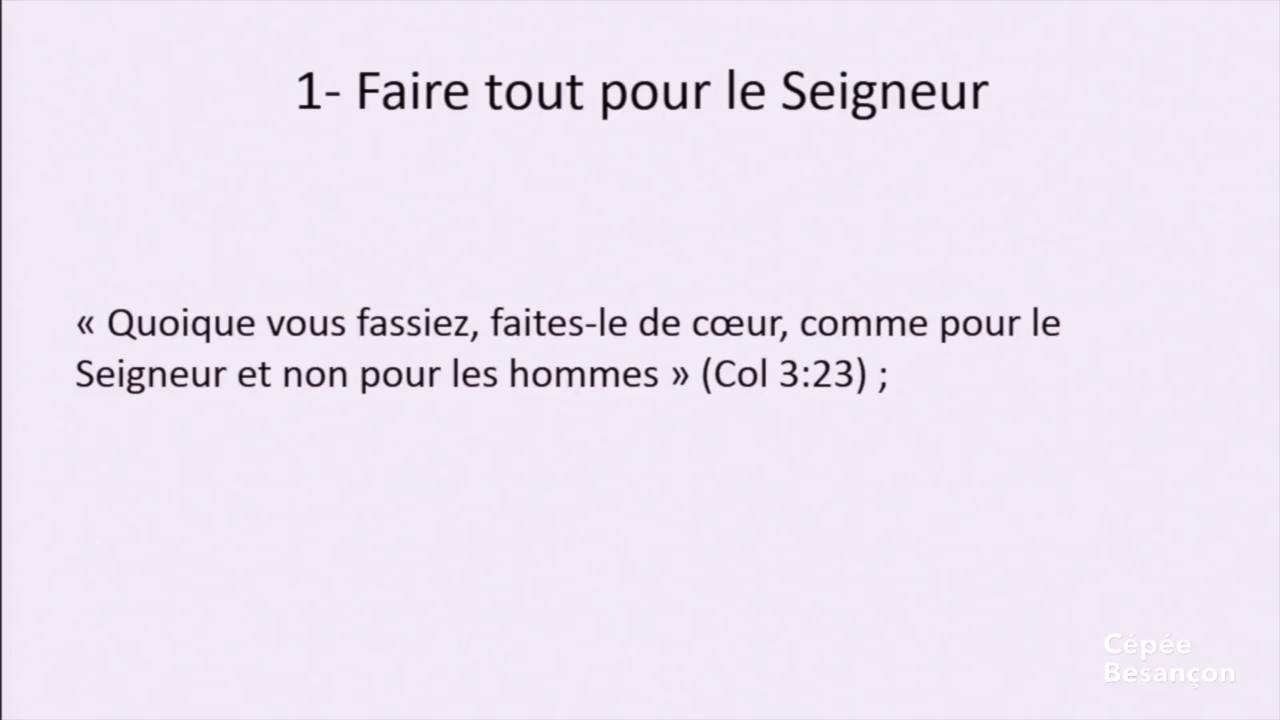 1- Faire tout pour le Seigneur
« Quoique vous fassiez, faites-le de cœur, comme pour le
Seigneur et non pour les hommes » (Col 3:23) ;
Cépée
Besançon